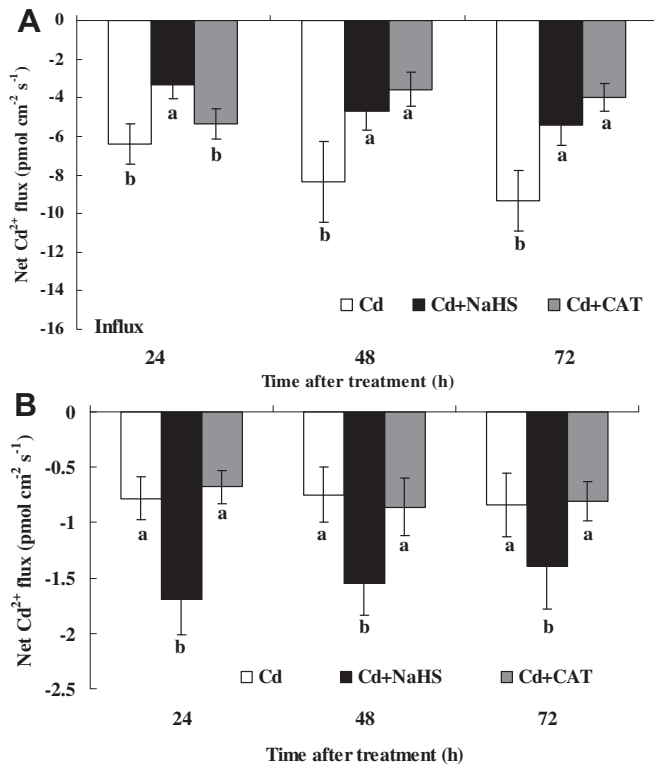 A
0
-2
-4
-6
-8
-10
-12
-14
-16
Net Cd²⁺ flux (pmol cm⁻² s⁻¹)
b a b
b a a
b a a
Cd Cd+NaHS Cd+CAT
Influx
24 48 72
Time after treatment (h)
B
0
-0.5
-1
-1.5
-2
-2.5
Net Cd²⁺ flux (pmol cm⁻² s⁻¹)
a b a
a b a
a b a
Cd Cd+NaHS Cd+CAT
24 48 72
Time after treatment (h)